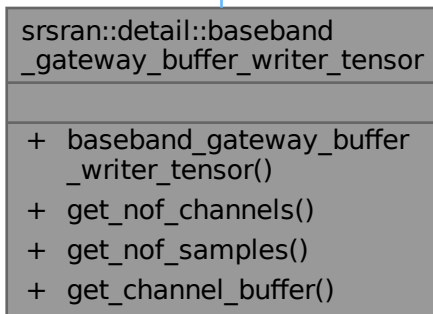 srsran::detail::baseband
_gateway_buffer_writer_tensor
+ baseband_gateway_buffer
_writer_tensor()
+ get_nof_channels()
+ get_nof_samples()
+ get_channel_buffer()